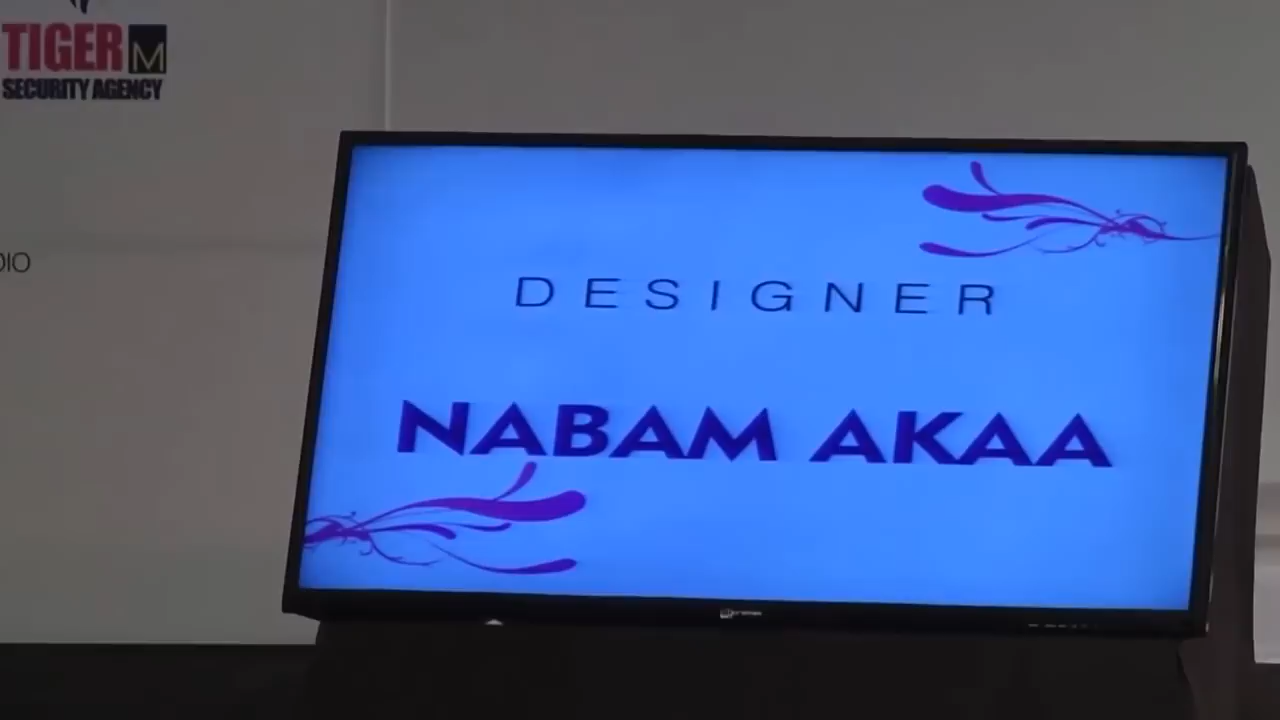 TIGER M
SECURITY AGENCY
DIO
DESIGNER
NABAM AKAA